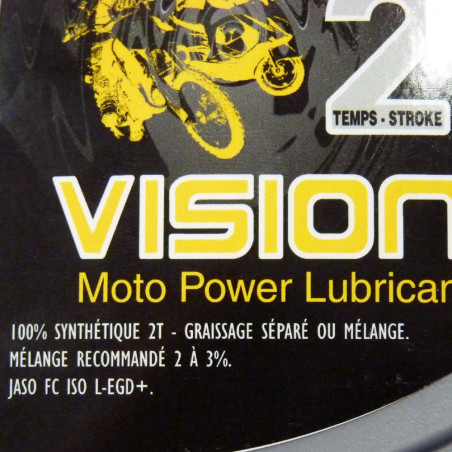 2
TEMPS - STROKE
VISION
Moto Power Lubrican
100% SYNTHÉTIQUE 2T - GRAISSAGE SÉPARÉ OU MÉLANGE.
MÉLANGE RECOMMANDÉ 2 À 3%.
JASO FC ISO L-EGD+.